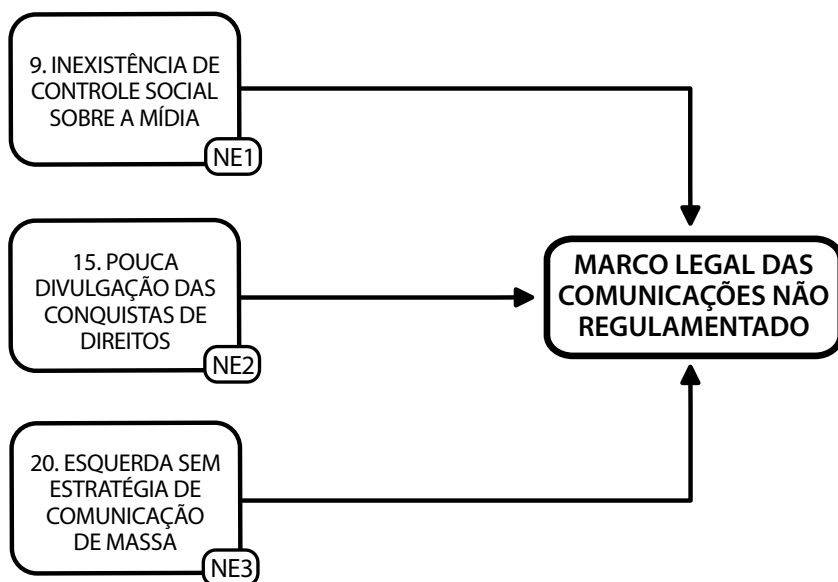 9. INEXISTÊNCIA DE
CONTROLE SOCIAL
SOBRE A MÍDIA
NE1
15. POUCA
DIVULGAÇÃO DAS
CONQUISTAS DE
DIREITOS
NE2
20. ESQUERDA SEM
ESTRATÉGIA DE
COMUNICAÇÃO
DE MASSA
NE3
MARCO LEGAL DAS
COMUNICAÇÕES NÃO
REGULAMENTADO